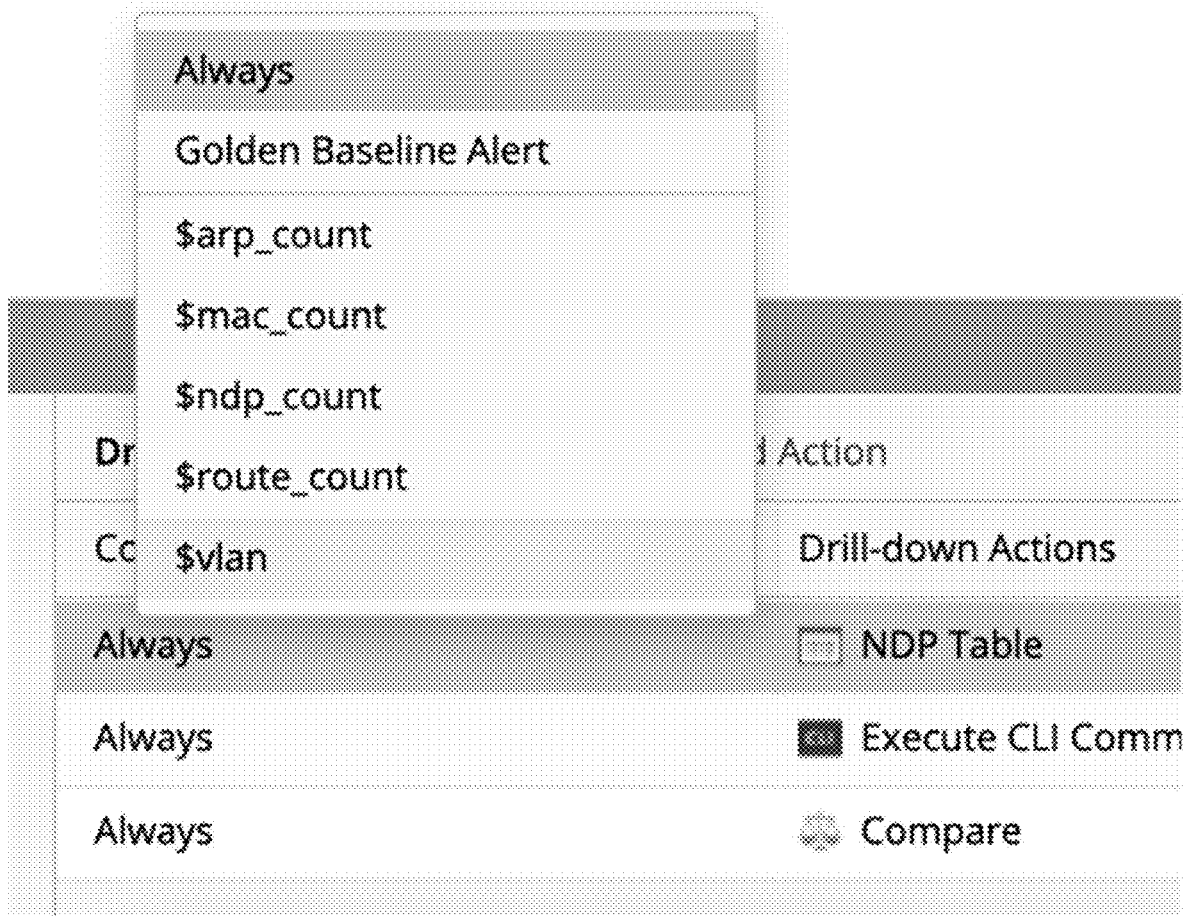 Always
Golden Baseline Alert
$arp_count
$mac_count
$ndp_count
$route_count
$vlan
Action
Drill-down Actions
Always NDP Table
Always Execute CLI Comm
Always Compare